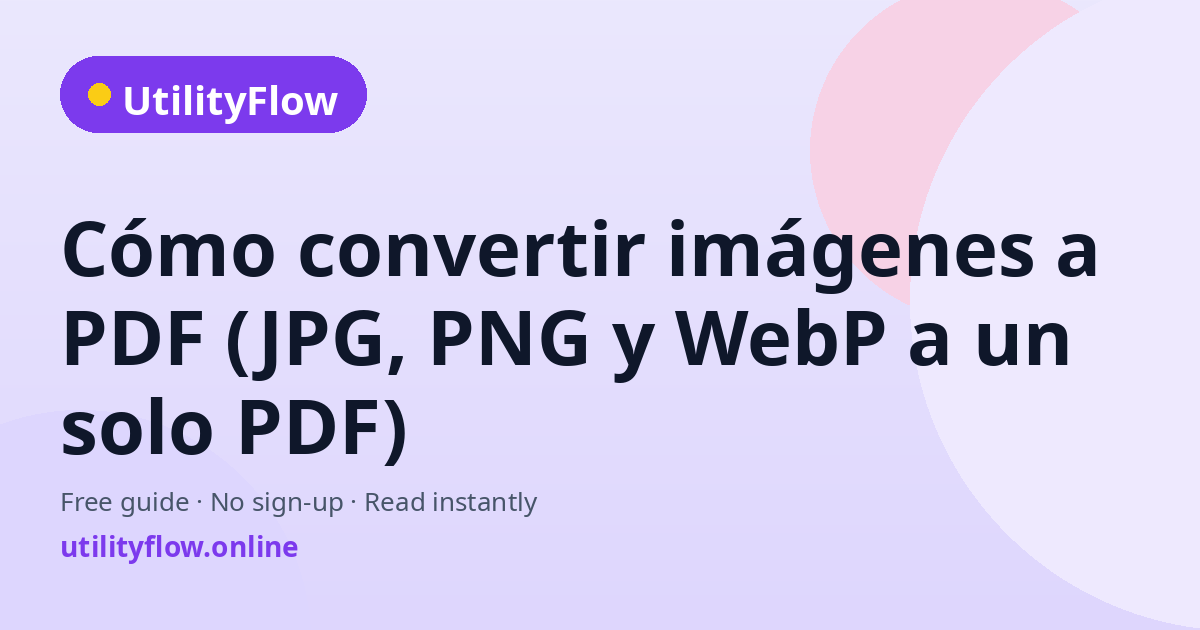 UtilityFlow
Cómo convertir imágenes a
PDF (JPG, PNG y WebP a un
solo PDF)
Free guide · No sign-up · Read instantly
utilityflow.online